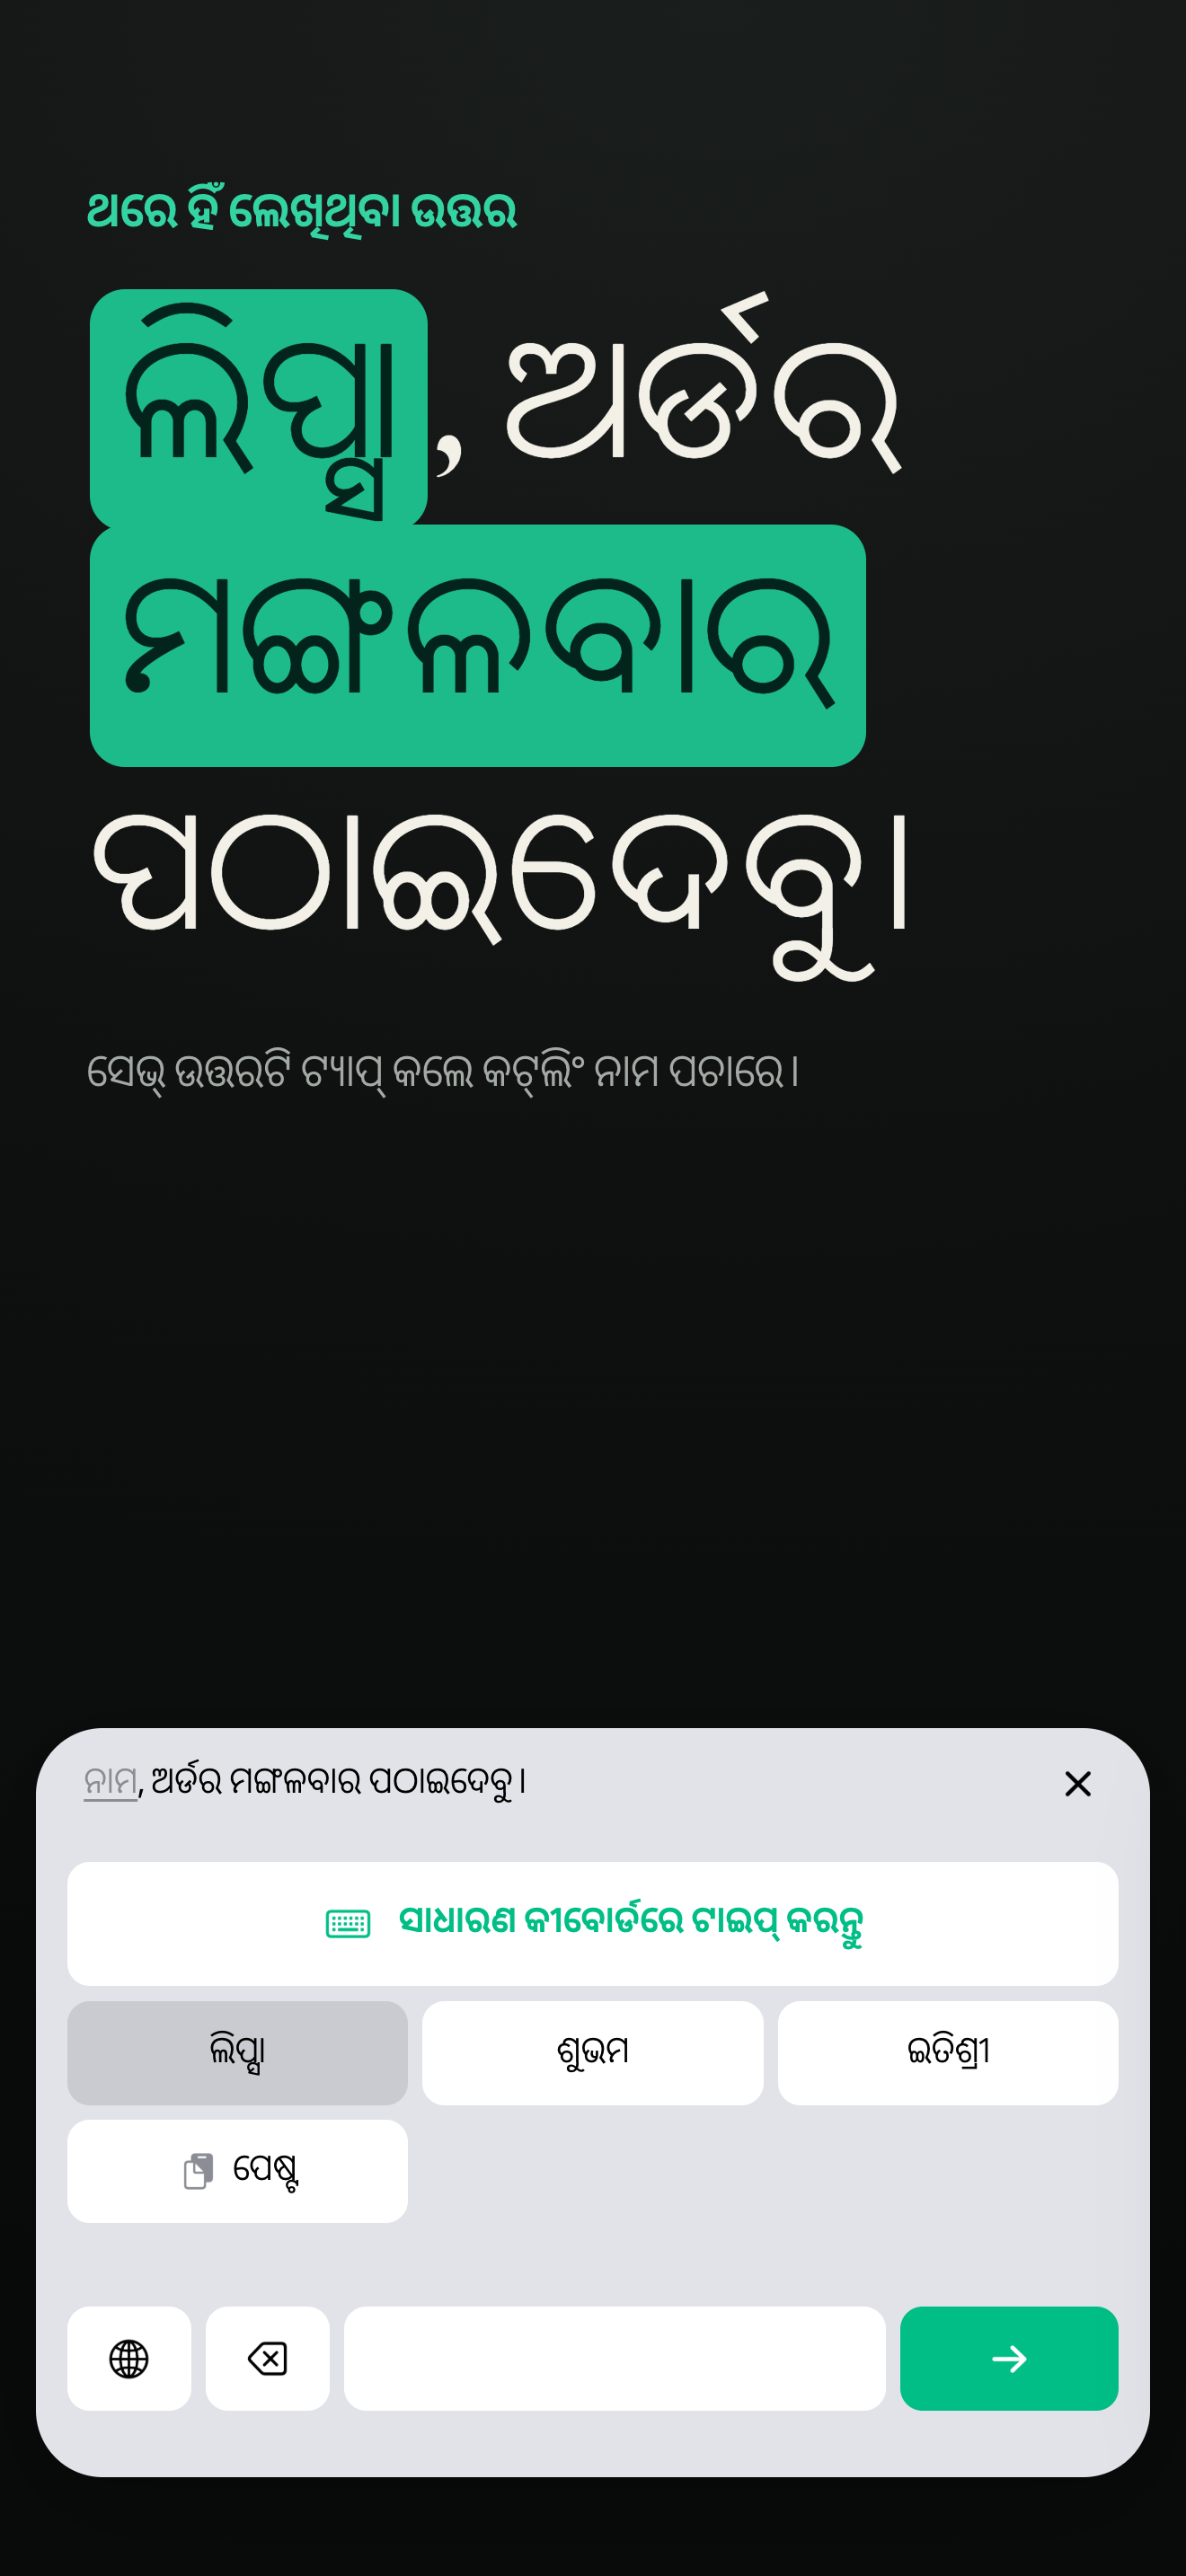 ଥରେ ହିଁ ଲେଖିଥିବା ଉତ୍ତର
ଲିପ୍ସା, ଅର୍ଡର
ମଙ୍ଗଳବାର
ପଠାଇଦେବୁ।
ସେଭ୍ ଉତ୍ତରଟି ଟ୍ୟାପ୍ କଲେ କଟ୍‌ଲିଂ ନାମ ପଚାରେ।
ନାମ, ଅର୍ଡର ମଙ୍ଗଳବାର ପଠାଇଦେବୁ।
ସାଧାରଣ କୀବୋର୍ଡରେ ଟାଇପ୍ କରନ୍ତୁ
ଲିପ୍ସା ଶୁଭମ ଇତିଶ୍ରୀ
ପେଷ୍ଟ